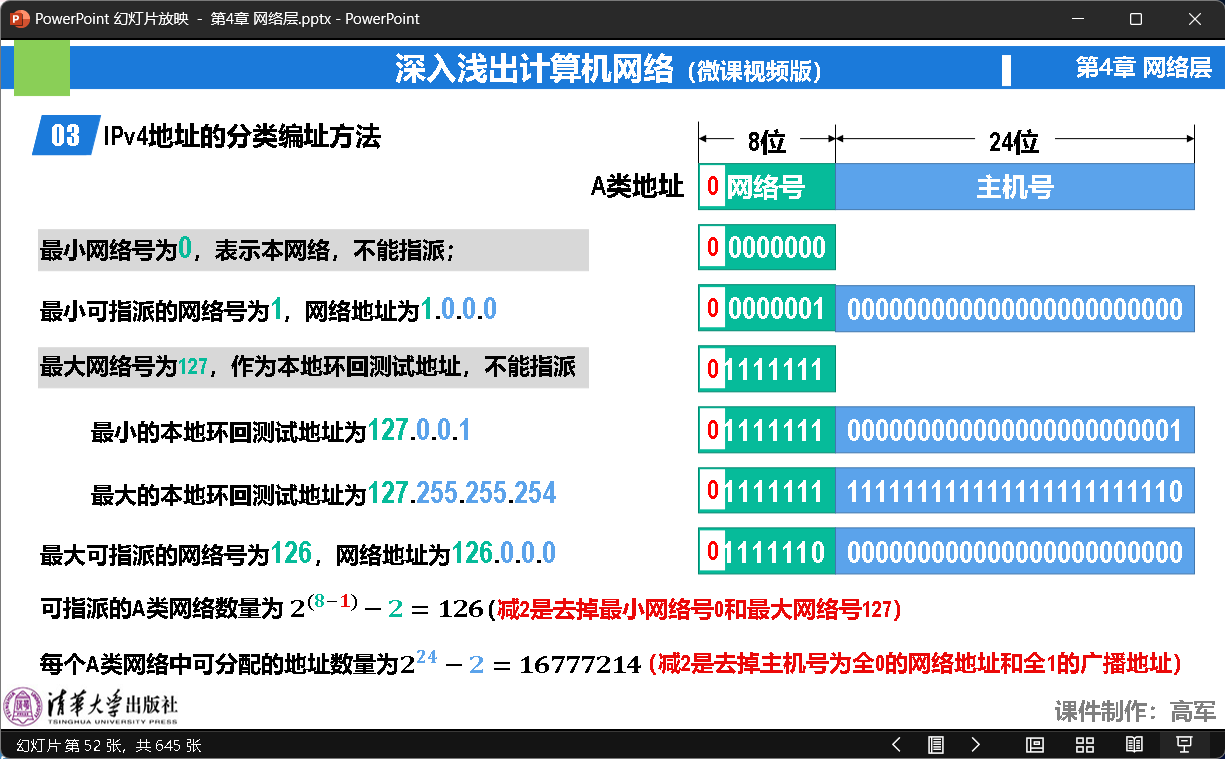 PowerPoint 幻灯片放映 - 第4章 网络层.pptx - PowerPoint
深入浅出计算机网络（微课视频版）
第4章 网络层
03 IPv4地址的分类编址方法
8位 24位
A类地址 0 网络号 主机号
最小网络号为0，表示本网络，不能指派； 0 0000000
最小可指派的网络号为1，网络地址为1.0.0.0 0 0000001 000000000000000000000000
最大网络号为127，作为本地环回测试地址，不能指派 0 1111111
最小的本地环回测试地址为127.0.0.1 0 1111111 000000000000000000000001
最大的本地环回测试地址为127.255.255.254 0 1111111 111111111111111111111110
最大可指派的网络号为126，网络地址为126.0.0.0 0 1111110 000000000000000000000000
可指派的A类网络数量为 2^(8−1) − 2 = 126 (减2是去掉最小网络号0和最大网络号127)
每个A类网络中可分配的地址数量为2^24 − 2 = 16777214 (减2是去掉主机号为全0的网络地址和全1的广播地址)
清华大学出版社
TSINGHUA UNIVERSITY PRESS
课件制作：高军
幻灯片 第 52 张，共 645 张